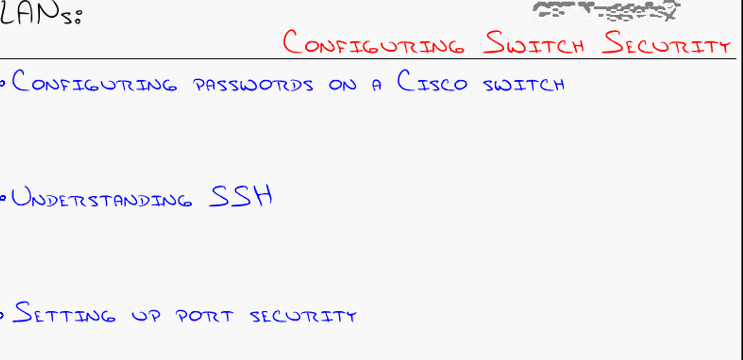 LANs:
Configuring Switch Security
Configuring passwords on a Cisco switch
Understanding SSH
Setting up port security